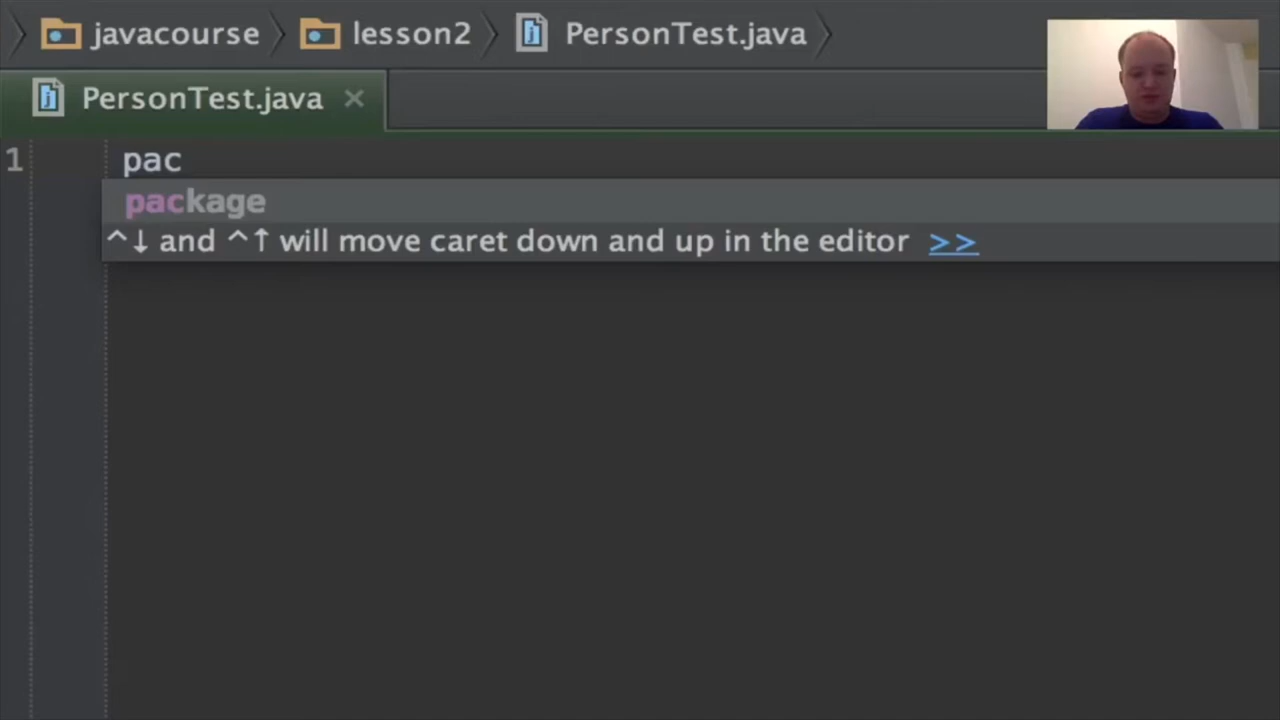 javacourse lesson2 PersonTest.java
PersonTest.java ×
1 pac
package
^↓ and ^↑ will move caret down and up in the editor >>